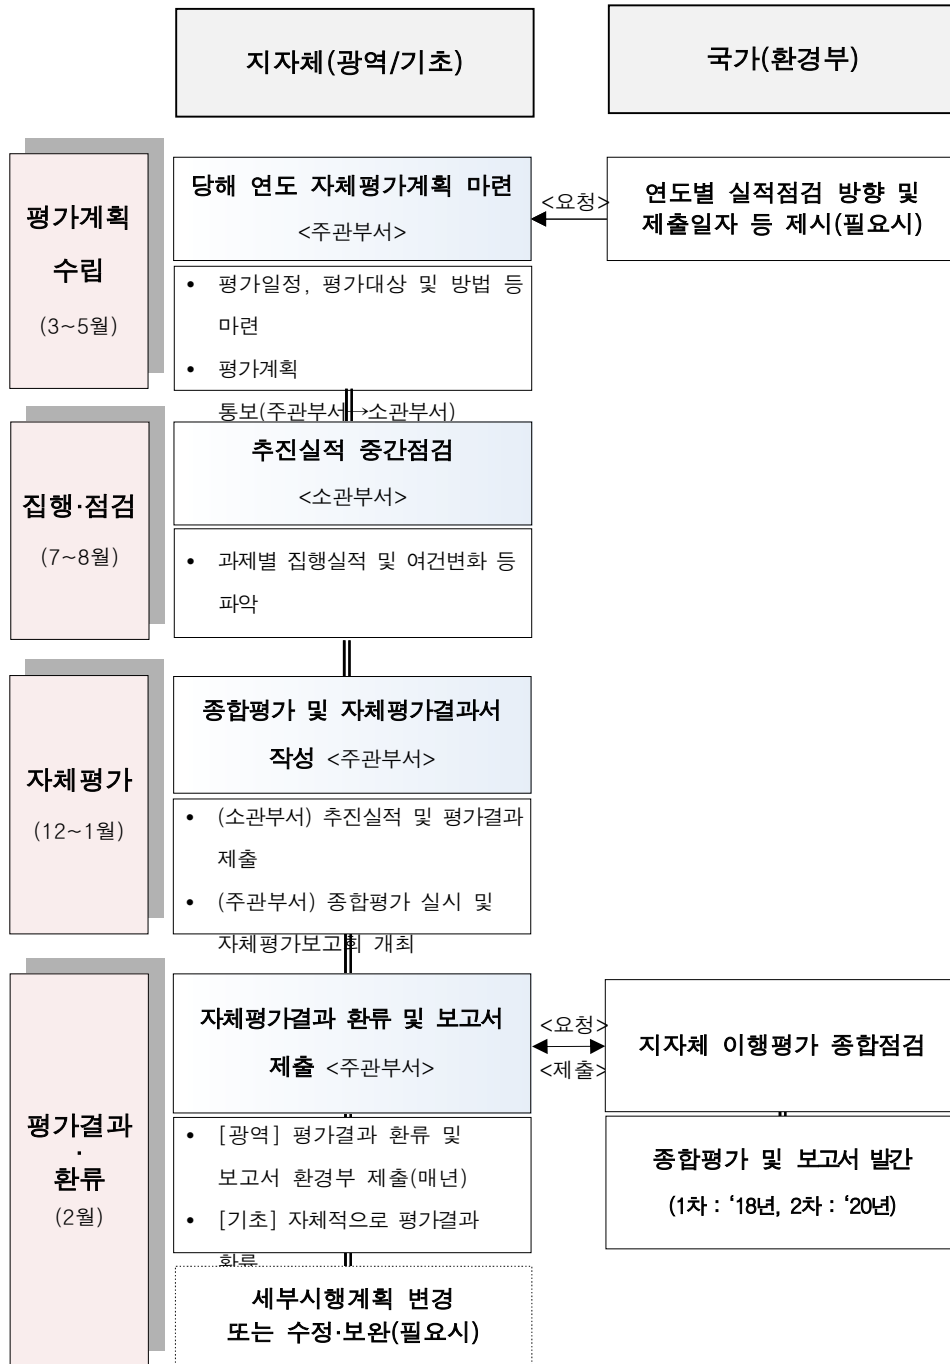 지자체(광역/기초)
국가(환경부)
평가계획
수립
(3~5월)
당해 연도 자체평가계획 마련
<주관부서>
<요청>
연도별 실적점검 방향 및
제출일자 등 제시(필요시)
• 평가일정, 평가대상 및 방법 등
마련
• 평가계획
통보(주관부서→소관부서)
집행·점검
(7~8월)
추진실적 중간점검
<소관부서>
• 과제별 집행실적 및 여건변화 등
파악
자체평가
(12~1월)
종합평가 및 자체평가결과서
작성 <주관부서>
• (소관부서) 추진실적 및 평가결과
제출
• (주관부서) 종합평가 실시 및
자체평가보고회 개최
평가결과
·
환류
(2월)
자체평가결과 환류 및 보고서
제출 <주관부서>
<요청>
<제출>
지자체 이행평가 종합점검
• [광역] 평가결과 환류 및
보고서 환경부 제출(매년)
• [기초] 자체적으로 평가결과
환류
종합평가 및 보고서 발간
(1차 : ‘18년, 2차 : ‘20년)
세부시행계획 변경
또는 수정·보완(필요시)